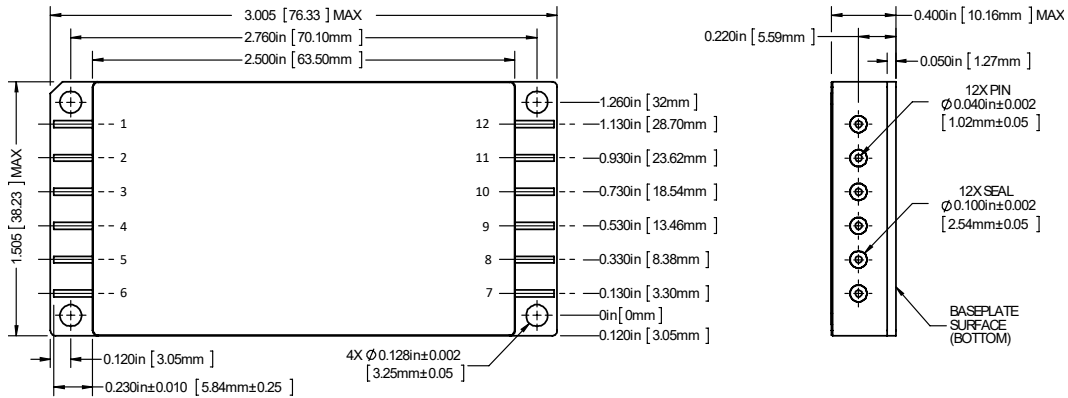 3.005 [76.33] MAX
2.760in [70.10mm]
2.500in [63.50mm]
1.505 [38.23] MAX
1
2
3
4
5
6
12
11
10
9
8
7
1.260in [32mm]
1.130in [28.70mm]
0.930in [23.62mm]
0.730in [18.54mm]
0.530in [13.46mm]
0.330in [8.38mm]
0.130in [3.30mm]
0in[0mm]
0.120in [3.05mm]
0.120in [3.05mm]
0.230in±0.010 [5.84mm±0.25]
4X Ø0.128in±0.002
[3.25mm±0.05]
0.400in [10.16mm] MAX
0.220in [5.59mm]
0.050in [1.27mm]
12X PIN
Ø0.040in±0.002
[1.02mm±0.05]
12X SEAL
Ø0.100in±0.002
[2.54mm±0.05]
BASEPLATE
SURFACE
(BOTTOM)